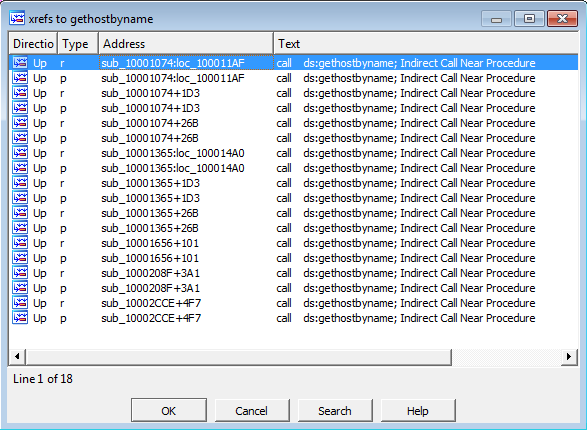 xrefs to gethostbyname
Directio Type Address Text
Up r sub_10001074:loc_100011AF call ds:gethostbyname; Indirect Call Near Procedure
Up p sub_10001074:loc_100011AF call ds:gethostbyname; Indirect Call Near Procedure
Up r sub_10001074+1D3 call ds:gethostbyname; Indirect Call Near Procedure
Up p sub_10001074+1D3 call ds:gethostbyname; Indirect Call Near Procedure
Up r sub_10001074+26B call ds:gethostbyname; Indirect Call Near Procedure
Up p sub_10001074+26B call ds:gethostbyname; Indirect Call Near Procedure
Up r sub_10001365:loc_100014A0 call ds:gethostbyname; Indirect Call Near Procedure
Up p sub_10001365:loc_100014A0 call ds:gethostbyname; Indirect Call Near Procedure
Up r sub_10001365+1D3 call ds:gethostbyname; Indirect Call Near Procedure
Up p sub_10001365+1D3 call ds:gethostbyname; Indirect Call Near Procedure
Up r sub_10001365+26B call ds:gethostbyname; Indirect Call Near Procedure
Up p sub_10001365+26B call ds:gethostbyname; Indirect Call Near Procedure
Up r sub_10001656+101 call ds:gethostbyname; Indirect Call Near Procedure
Up p sub_10001656+101 call ds:gethostbyname; Indirect Call Near Procedure
Up r sub_1000208F+3A1 call ds:gethostbyname; Indirect Call Near Procedure
Up p sub_1000208F+3A1 call ds:gethostbyname; Indirect Call Near Procedure
Up r sub_10002CCE+4F7 call ds:gethostbyname; Indirect Call Near Procedure
Up p sub_10002CCE+4F7 call ds:gethostbyname; Indirect Call Near Procedure
Line 1 of 18
OK Cancel Search Help